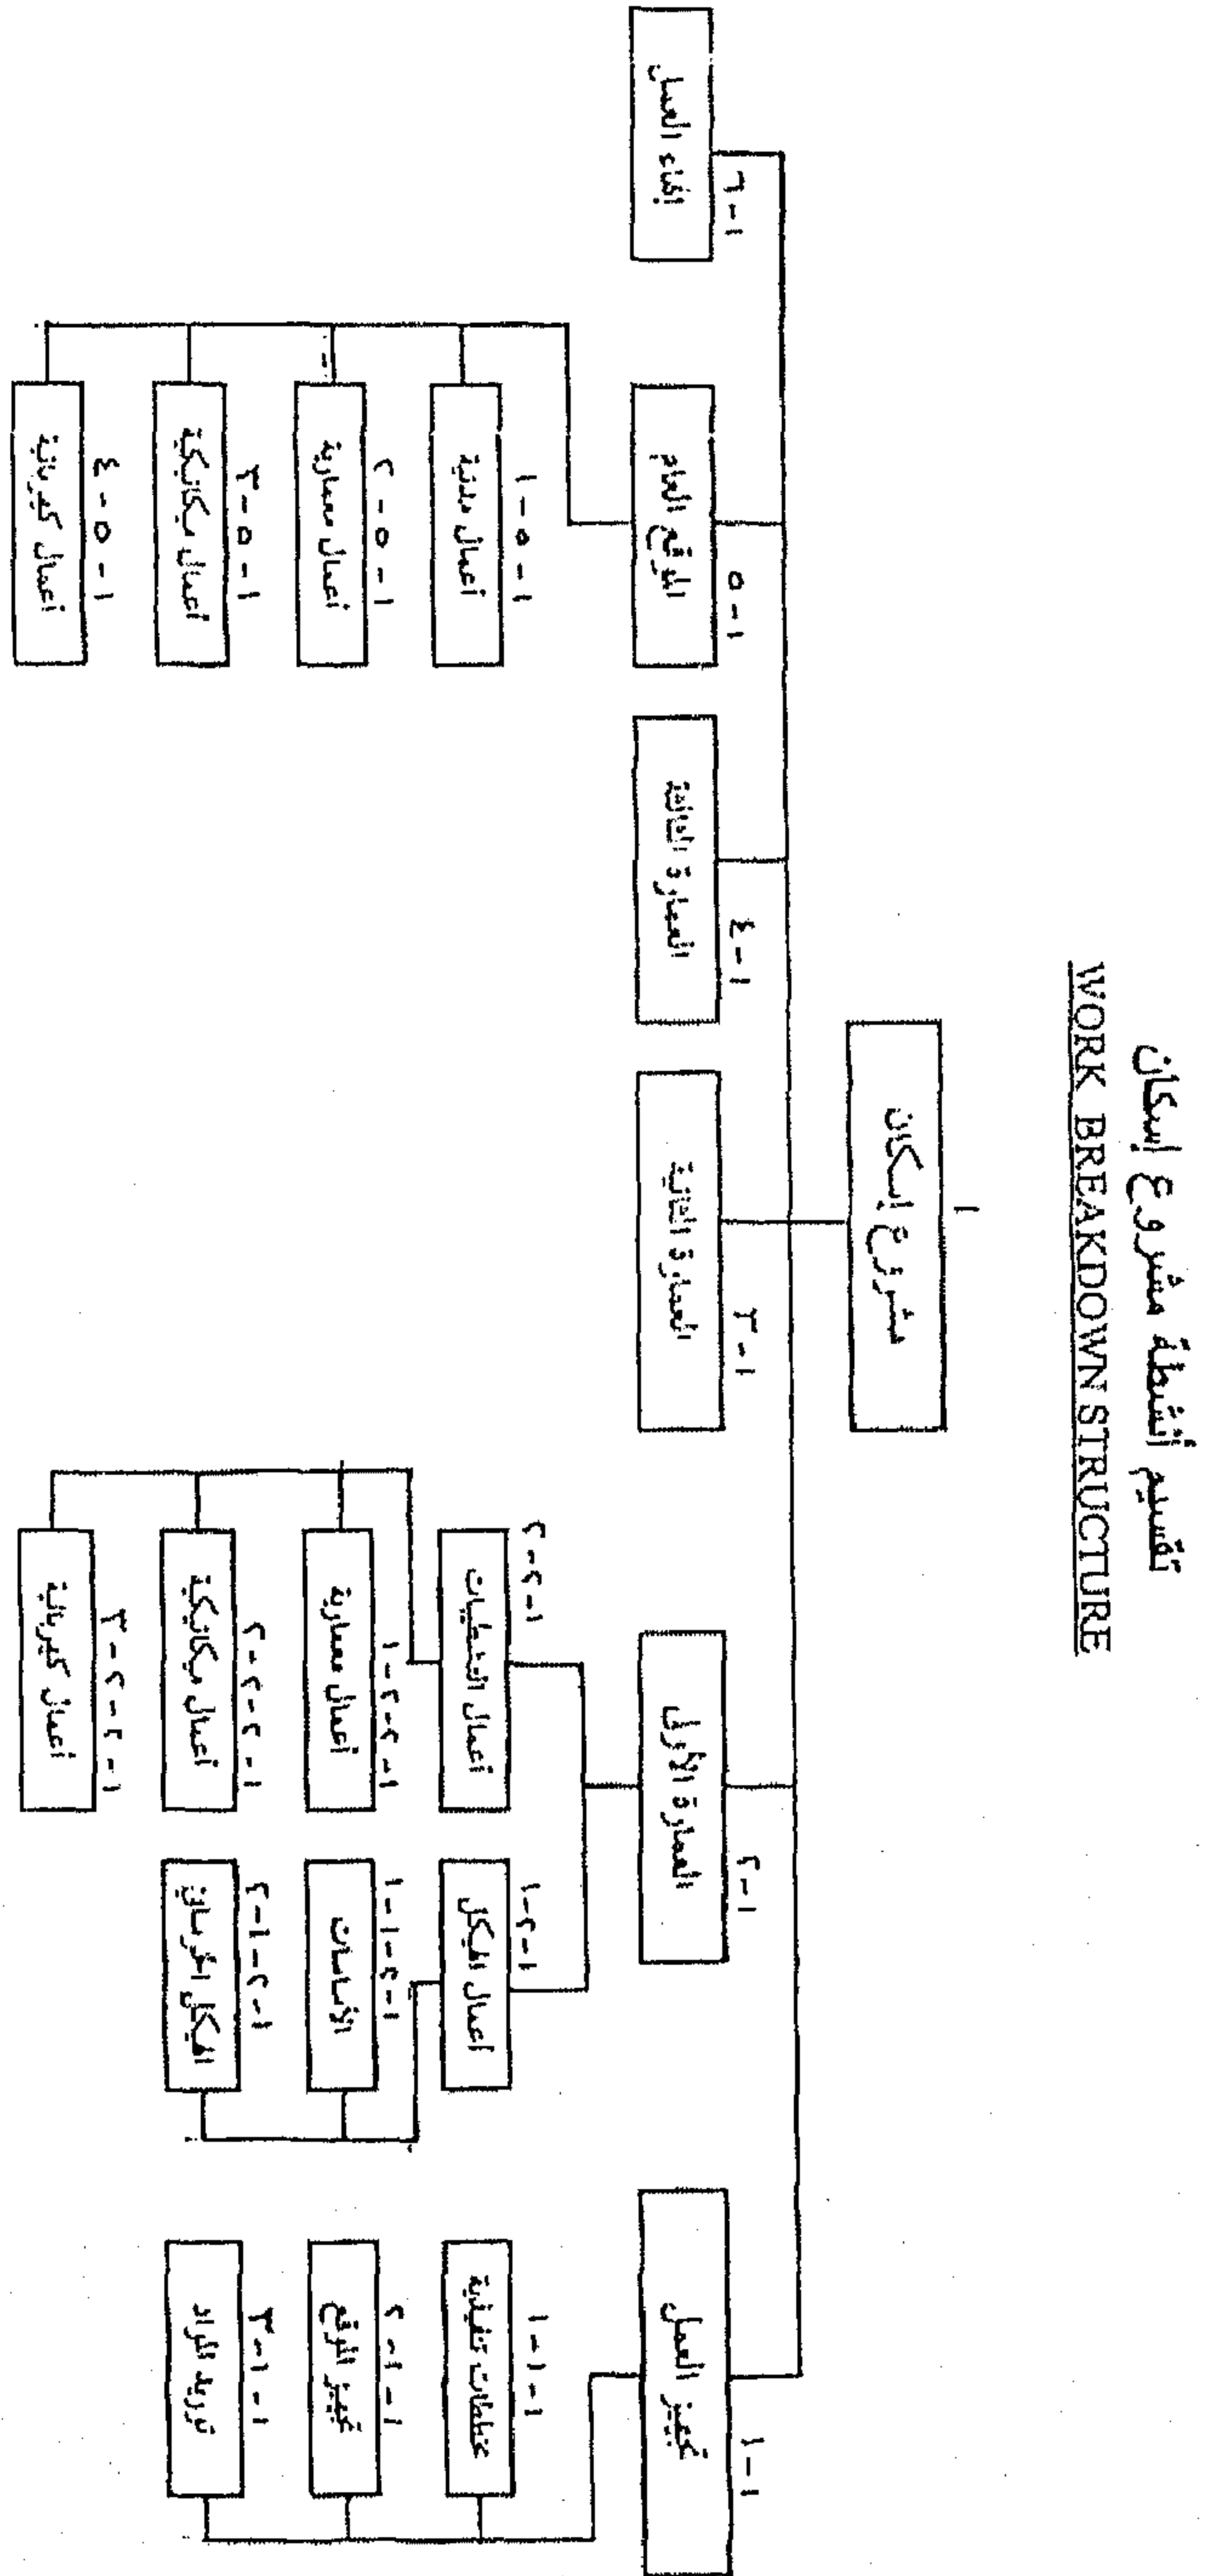 تقسيم أنشطة مشروع إسكان
WORK BREAKDOWN STRUCTURE
١
مشروع إسكان
١-١
تجهيز العمل
١-٢
العمارة الأولى
١-٣
العمارة الثانية
١-٤
العمارة الثالثة
١-٥
الموقع العام
١-٦
إنهاء العمل
١-١-١
مخططات تنفيذية
١-١-٢
تجهيز الموقع
١-١-٣
توريد المواد
١-٢-١
أعمال الهيكل
١-٢-١-١
الأساسات
١-٢-١-٢
الهيكل الخرساني
١-٢-٢
أعمال التشطيبات
١-٢-٢-١
أعمال معمارية
١-٢-٢-٢
أعمال ميكانيكية
١-٢-٢-٣
أعمال كهربائية
١-٥-١
أعمال مدنية
١-٥-٢
أعمال معمارية
١-٥-٣
أعمال ميكانيكية
١-٥-٤
أعمال كهربائية